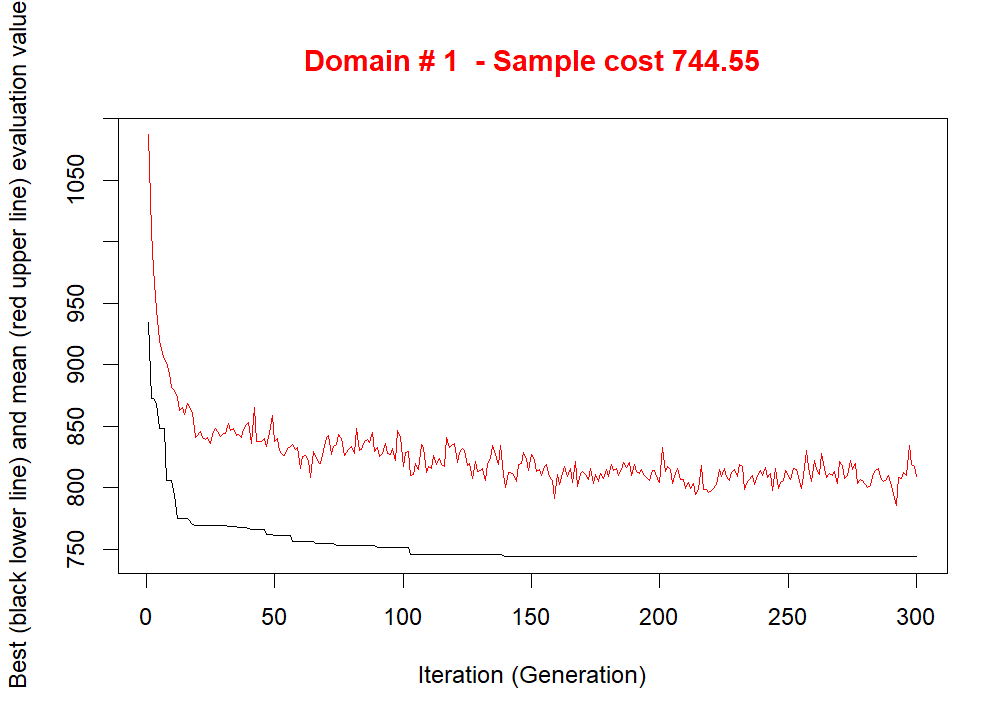 Domain # 1  - Sample cost 744.55
Best (black lower line) and mean (red upper line) evaluation value
1050
950
900
850
800
750
0 50 100 150 200 250 300
Iteration (Generation)